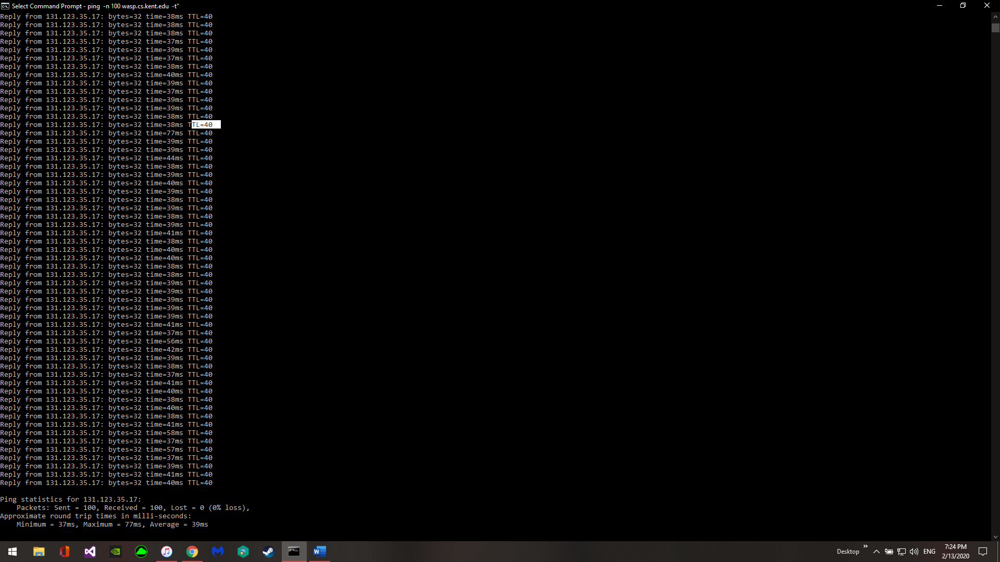 Select Command Prompt - ping  -n 100 wasp.cs.kent.edu  -t"
Reply from 131.123.35.17: bytes=32 time=38ms TTL=40
Reply from 131.123.35.17: bytes=32 time=38ms TTL=40
Reply from 131.123.35.17: bytes=32 time=38ms TTL=40
Reply from 131.123.35.17: bytes=32 time=37ms TTL=40
Reply from 131.123.35.17: bytes=32 time=39ms TTL=40
Reply from 131.123.35.17: bytes=32 time=37ms TTL=40
Reply from 131.123.35.17: bytes=32 time=38ms TTL=40
Reply from 131.123.35.17: bytes=32 time=40ms TTL=40
Reply from 131.123.35.17: bytes=32 time=39ms TTL=40
Reply from 131.123.35.17: bytes=32 time=37ms TTL=40
Reply from 131.123.35.17: bytes=32 time=39ms TTL=40
Reply from 131.123.35.17: bytes=32 time=39ms TTL=40
Reply from 131.123.35.17: bytes=32 time=38ms TTL=40
Reply from 131.123.35.17: bytes=32 time=38ms TTL=40
Reply from 131.123.35.17: bytes=32 time=77ms TTL=40
Reply from 131.123.35.17: bytes=32 time=39ms TTL=40
Reply from 131.123.35.17: bytes=32 time=39ms TTL=40
Reply from 131.123.35.17: bytes=32 time=44ms TTL=40
Reply from 131.123.35.17: bytes=32 time=38ms TTL=40
Reply from 131.123.35.17: bytes=32 time=39ms TTL=40
Reply from 131.123.35.17: bytes=32 time=40ms TTL=40
Reply from 131.123.35.17: bytes=32 time=39ms TTL=40
Reply from 131.123.35.17: bytes=32 time=38ms TTL=40
Reply from 131.123.35.17: bytes=32 time=39ms TTL=40
Reply from 131.123.35.17: bytes=32 time=38ms TTL=40
Reply from 131.123.35.17: bytes=32 time=39ms TTL=40
Reply from 131.123.35.17: bytes=32 time=41ms TTL=40
Reply from 131.123.35.17: bytes=32 time=38ms TTL=40
Reply from 131.123.35.17: bytes=32 time=40ms TTL=40
Reply from 131.123.35.17: bytes=32 time=40ms TTL=40
Reply from 131.123.35.17: bytes=32 time=38ms TTL=40
Reply from 131.123.35.17: bytes=32 time=38ms TTL=40
Reply from 131.123.35.17: bytes=32 time=39ms TTL=40
Reply from 131.123.35.17: bytes=32 time=39ms TTL=40
Reply from 131.123.35.17: bytes=32 time=39ms TTL=40
Reply from 131.123.35.17: bytes=32 time=39ms TTL=40
Reply from 131.123.35.17: bytes=32 time=39ms TTL=40
Reply from 131.123.35.17: bytes=32 time=41ms TTL=40
Reply from 131.123.35.17: bytes=32 time=37ms TTL=40
Reply from 131.123.35.17: bytes=32 time=56ms TTL=40
Reply from 131.123.35.17: bytes=32 time=42ms TTL=40
Reply from 131.123.35.17: bytes=32 time=39ms TTL=40
Reply from 131.123.35.17: bytes=32 time=38ms TTL=40
Reply from 131.123.35.17: bytes=32 time=37ms TTL=40
Reply from 131.123.35.17: bytes=32 time=41ms TTL=40
Reply from 131.123.35.17: bytes=32 time=40ms TTL=40
Reply from 131.123.35.17: bytes=32 time=38ms TTL=40
Reply from 131.123.35.17: bytes=32 time=40ms TTL=40
Reply from 131.123.35.17: bytes=32 time=38ms TTL=40
Reply from 131.123.35.17: bytes=32 time=41ms TTL=40
Reply from 131.123.35.17: bytes=32 time=58ms TTL=40
Reply from 131.123.35.17: bytes=32 time=37ms TTL=40
Reply from 131.123.35.17: bytes=32 time=57ms TTL=40
Reply from 131.123.35.17: bytes=32 time=37ms TTL=40
Reply from 131.123.35.17: bytes=32 time=39ms TTL=40
Reply from 131.123.35.17: bytes=32 time=41ms TTL=40
Reply from 131.123.35.17: bytes=32 time=40ms TTL=40
Ping statistics for 131.123.35.17:
Packets: Sent = 100, Received = 100, Lost = 0 (0% loss),
Approximate round trip times in milli-seconds:
Minimum = 37ms, Maximum = 77ms, Average = 39ms
Desktop
ENG
7:24 PM
2/13/2020